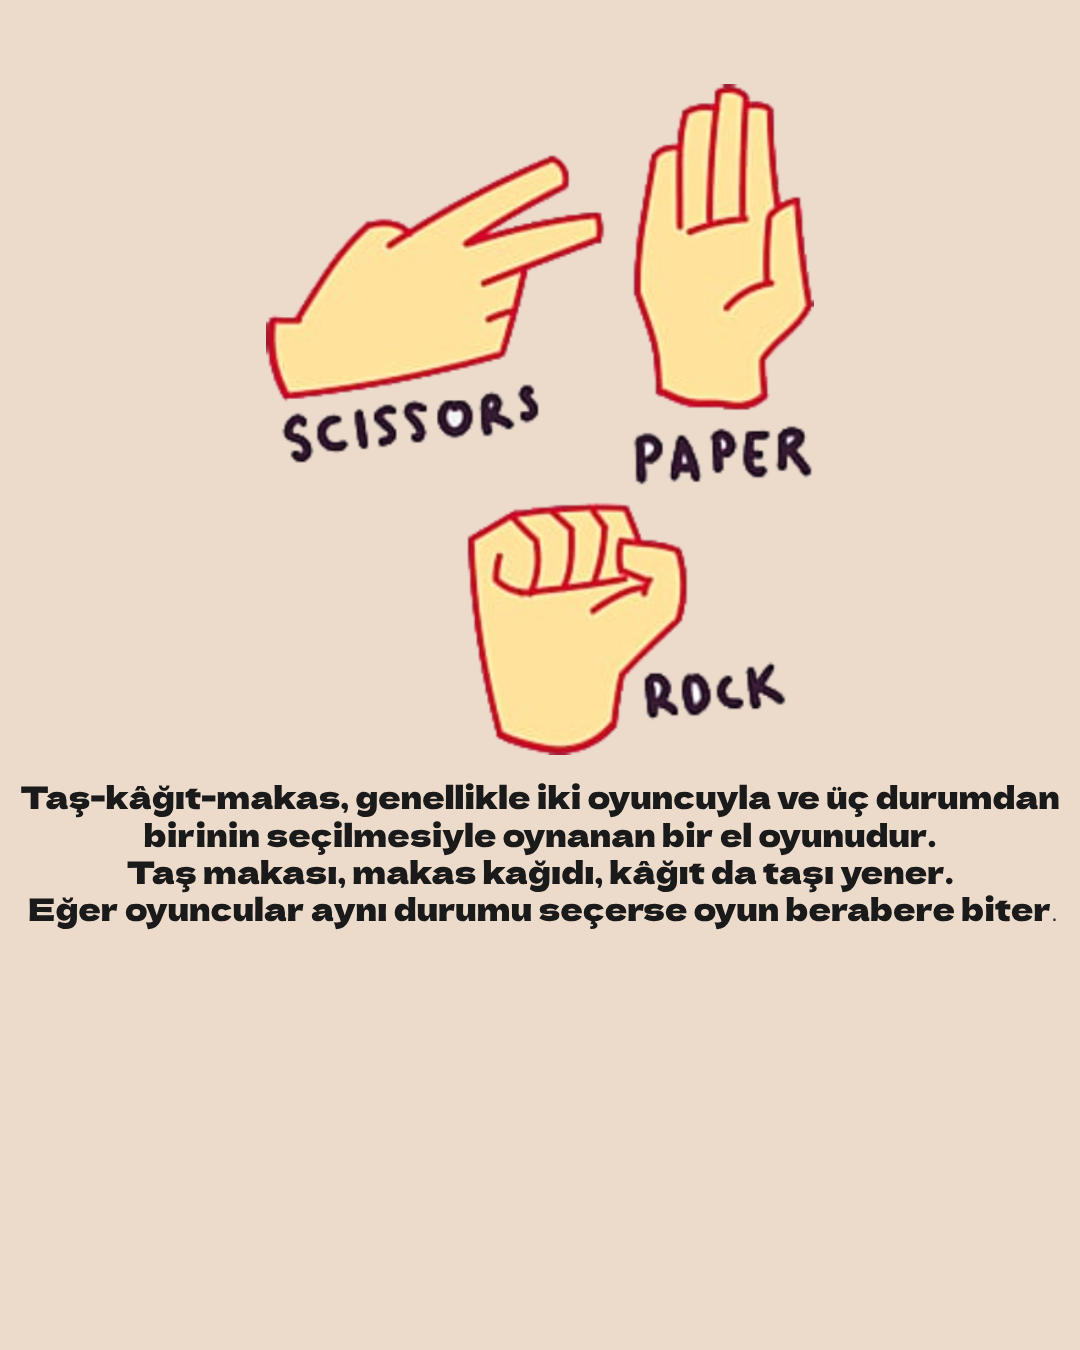 SCISSORS
PAPER
ROCK
Taş-kâğıt-makas, genellikle iki oyuncuyla ve üç durumdan
birinin seçilmesiyle oynanan bir el oyunudur.
Taş makası, makas kağıdı, kâğıt da taşı yener.
Eğer oyuncular aynı durumu seçerse oyun berabere biter.